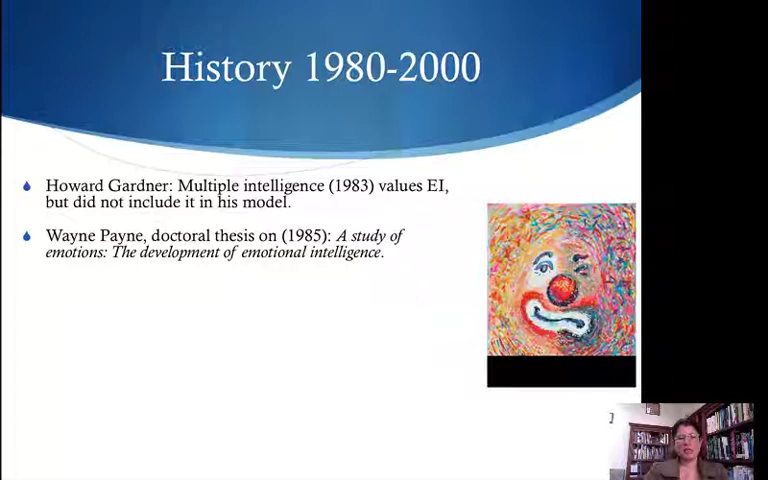 History 1980-2000
Howard Gardner: Multiple intelligence (1983) values EI,
but did not include it in his model.
Wayne Payne, doctoral thesis on (1985): A study of
emotions: The development of emotional intelligence.